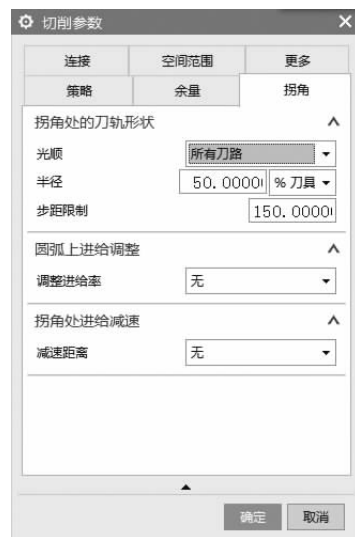 切削参数
连接 空间范围 更多
策略 余量 拐角
拐角处的刀轨形状
光顺 所有刀路
半径 50.0000 % 刀具
步距限制 150.0000
圆弧上进给调整
调整进给率 无
拐角处进给减速
减速距离 无
确定 取消